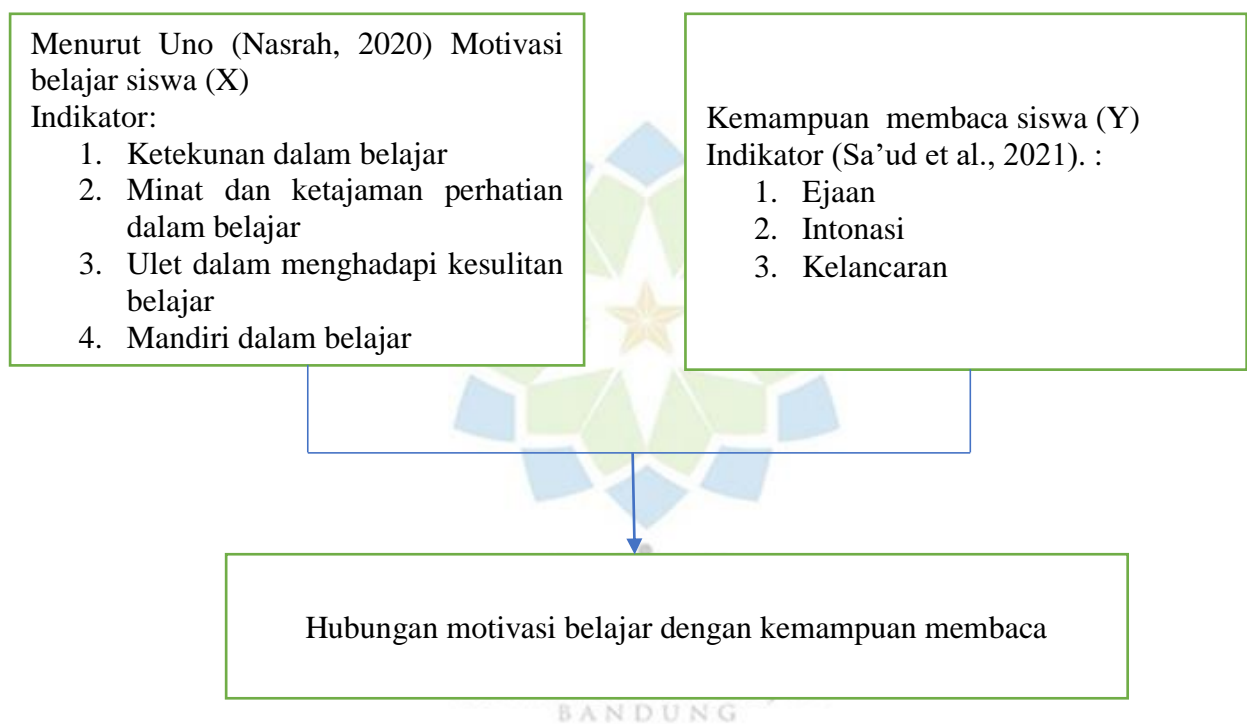 Menurut Uno (Nasrah, 2020) Motivasi
belajar siswa (X)
Indikator:
1. Ketekunan dalam belajar
2. Minat dan ketajaman perhatian
dalam belajar
3. Ulet dalam menghadapi kesulitan
belajar
4. Mandiri dalam belajar
Kemampuan membaca siswa (Y)
Indikator (Sa’ud et al., 2021). :
1. Ejaan
2. Intonasi
3. Kelancaran
Hubungan motivasi belajar dengan kemampuan membaca
BANDUNG